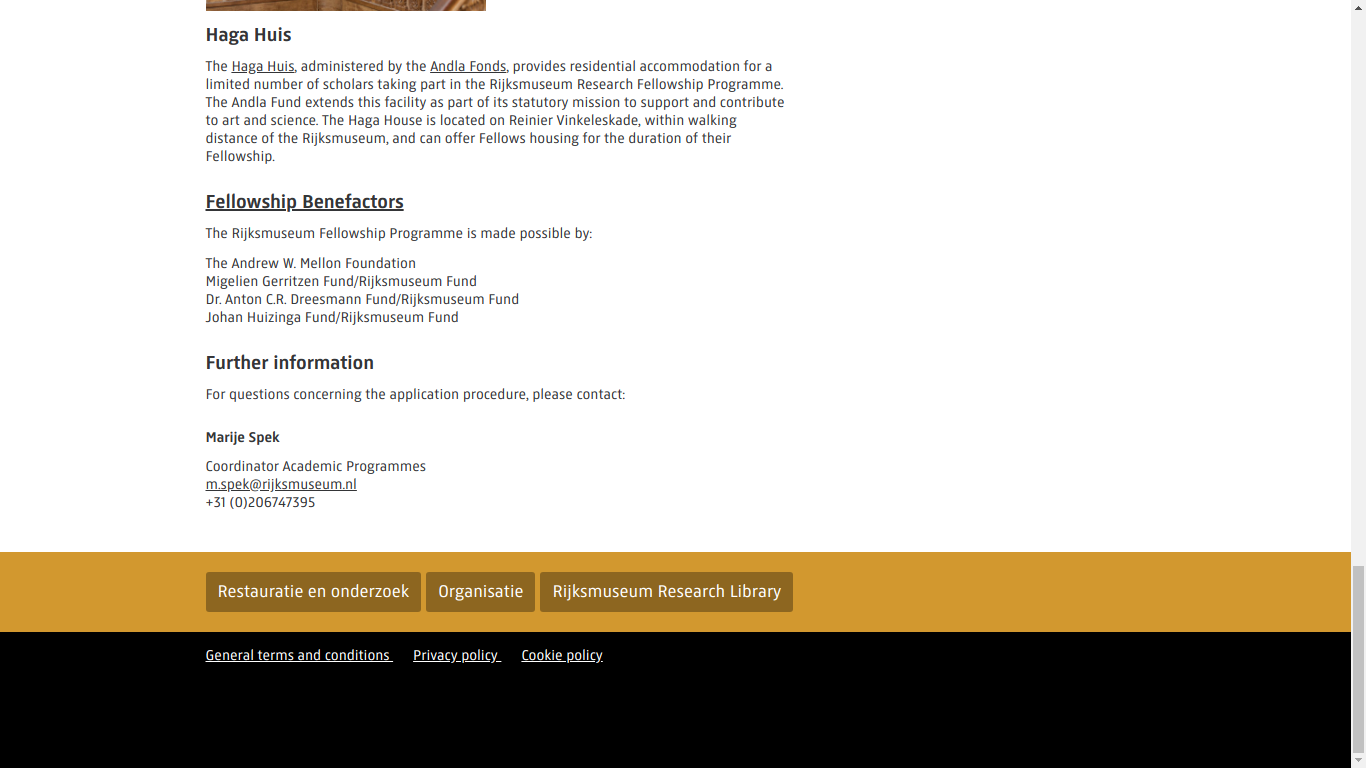 Haga Huis
The Haga Huis, administered by the Andla Fonds, provides residential accommodation for a
limited number of scholars taking part in the Rijksmuseum Research Fellowship Programme.
The Andla Fund extends this facility as part of its statutory mission to support and contribute
to art and science. The Haga House is located on Reinier Vinkeleskade, within walking
distance of the Rijksmuseum, and can offer Fellows housing for the duration of their
Fellowship.
Fellowship Benefactors
The Rijksmuseum Fellowship Programme is made possible by:
The Andrew W. Mellon Foundation
Migelien Gerritzen Fund/Rijksmuseum Fund
Dr. Anton C.R. Dreesmann Fund/Rijksmuseum Fund
Johan Huizinga Fund/Rijksmuseum Fund
Further information
For questions concerning the application procedure, please contact:
Marije Spek
Coordinator Academic Programmes
m.spek@rijksmuseum.nl
+31 (0)206747395
Restauratie en onderzoek Organisatie Rijksmuseum Research Library
General terms and conditions Privacy policy Cookie policy